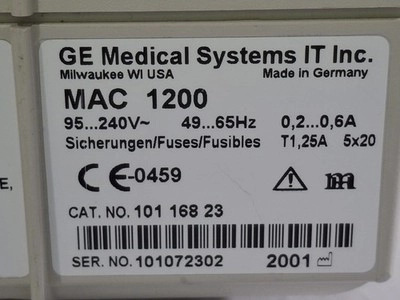 GE Medical Systems IT Inc.
Milwaukee WI USA Made in Germany
MAC 1200
95...240V~ 49...65Hz 0,2...0,6A
Sicherungen/Fuses/Fusibles T1,25A 5x20
CE-0459
CAT. NO. 101 168 23
SER. NO. 101072302 2001
E,